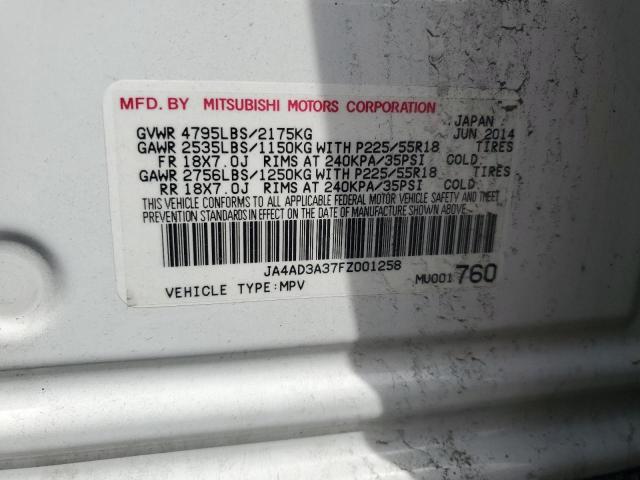 MFD. BY MITSUBISHI MOTORS CORPORATION
JAPAN
GVWR 4795LBS/2175KG JUN 2014
GAWR 2535LBS/1150KG WITH P225/55R18 TIRES
FR 18X7.0J RIMS AT 240KPA/35PSI COLD
GAWR 2756LBS/1250KG WITH P225/55R18 TIRES
RR 18X7.0J RIMS AT 240KPA/35PSI COLD
THIS VEHICLE CONFORMS TO ALL APPLICABLE FEDERAL MOTOR VEHICLE SAFETY AND THEFT
PREVENTION STANDARDS IN EFFECT ON THE DATE OF MANUFACTURE SHOWN ABOVE.
JA4AD3A37FZ001258
VEHICLE TYPE:MPV MU001760